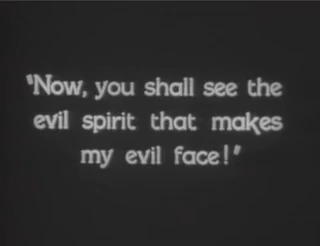 "Now, you shall see the
evil spirit that makes
my evil face!"